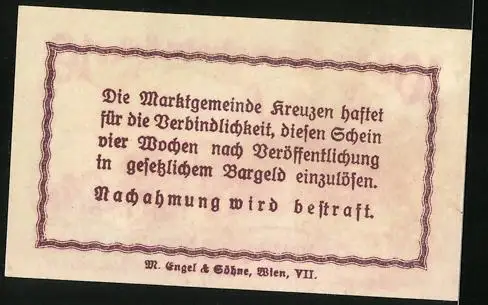 Die Marktgemeinde Kreuzen haftet
für die Verbindlichkeit, diesen Schein
vier Wochen nach Veröffentlichung
in gesetzlichem Bargeld einzulösen.
Nachahmung wird bestraft.
M. Engel & Söhne, Wien, VII.